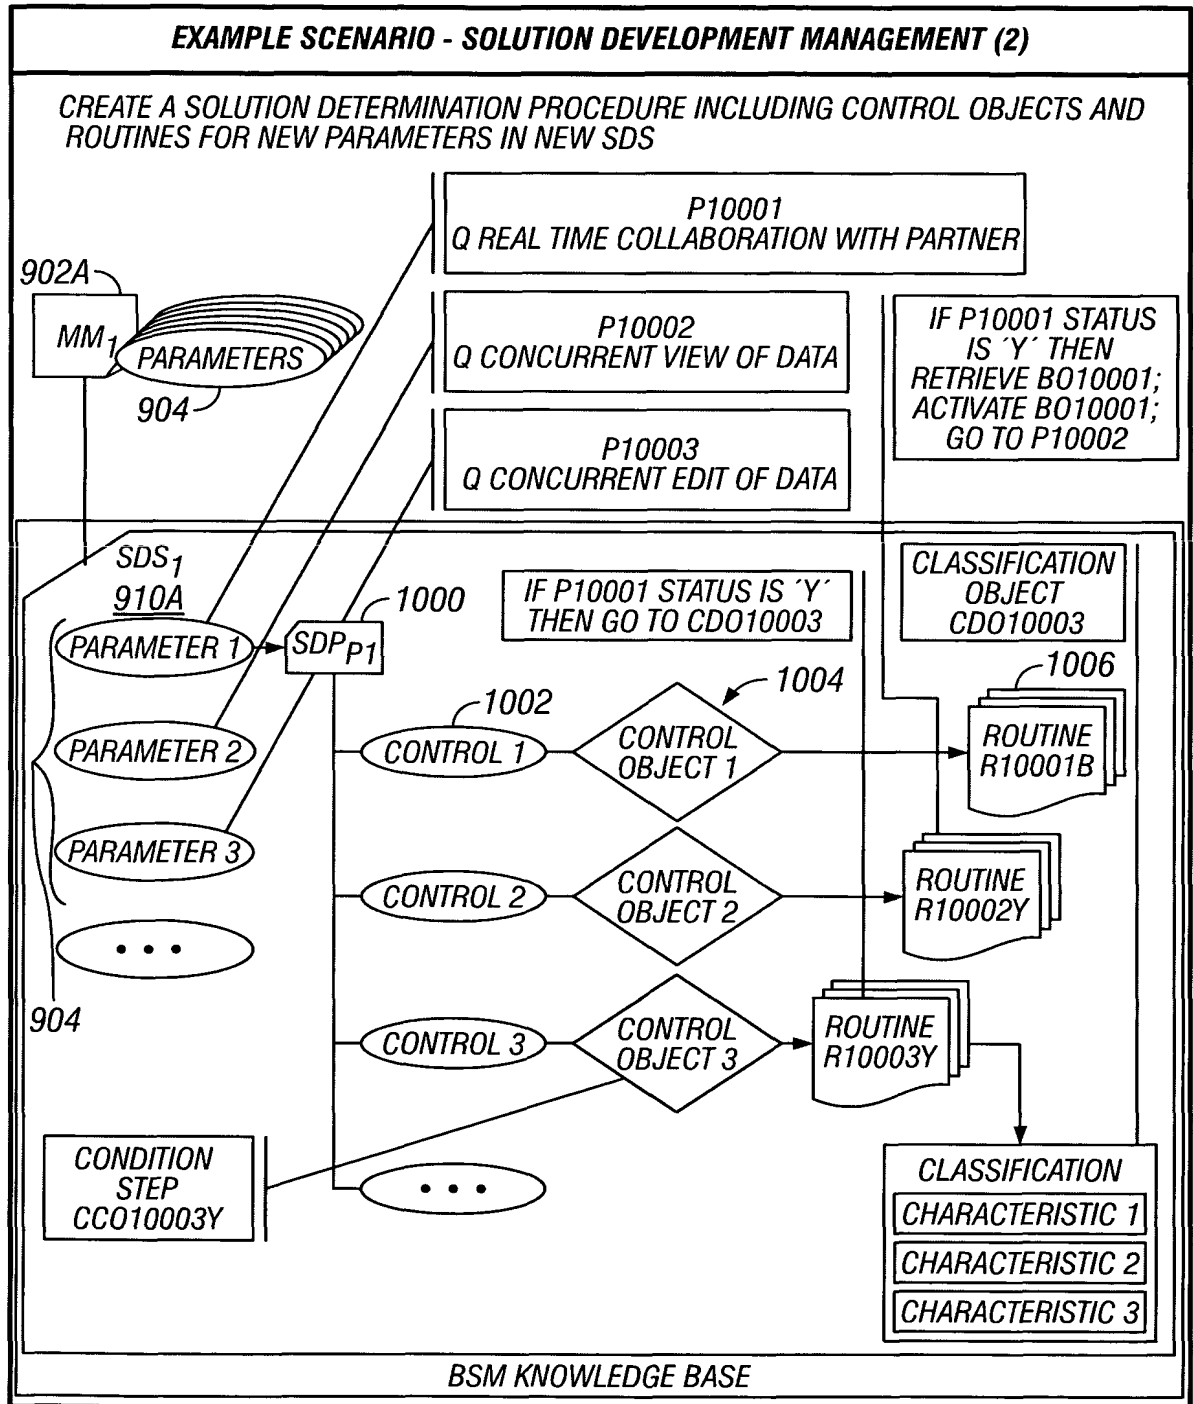 EXAMPLE SCENARIO - SOLUTION DEVELOPMENT MANAGEMENT (2)
CREATE A SOLUTION DETERMINATION PROCEDURE INCLUDING CONTROL OBJECTS AND
ROUTINES FOR NEW PARAMETERS IN NEW SDS
P10001
Q REAL TIME COLLABORATION WITH PARTNER
902A
MM1
PARAMETERS
904
P10002
Q CONCURRENT VIEW OF DATA
IF P10001 STATUS
IS ´Y´ THEN
RETRIEVE BO10001;
ACTIVATE BO10001;
GO TO P10002
P10003
Q CONCURRENT EDIT OF DATA
SDS1
910A
PARAMETER 1
SDPP1
1000
IF P10001 STATUS IS ´Y´
THEN GO TO CDO10003
CLASSIFICATION
OBJECT
CDO10003
1002
1004
1006
PARAMETER 2
CONTROL 1
CONTROL
OBJECT 1
ROUTINE
R10001B
PARAMETER 3
CONTROL 2
CONTROL
OBJECT 2
ROUTINE
R10002Y
• • •
904
CONTROL 3
CONTROL
OBJECT 3
ROUTINE
R10003Y
CONDITION
STEP
CCO10003Y
• • •
CLASSIFICATION
CHARACTERISTIC 1
CHARACTERISTIC 2
CHARACTERISTIC 3
BSM KNOWLEDGE BASE